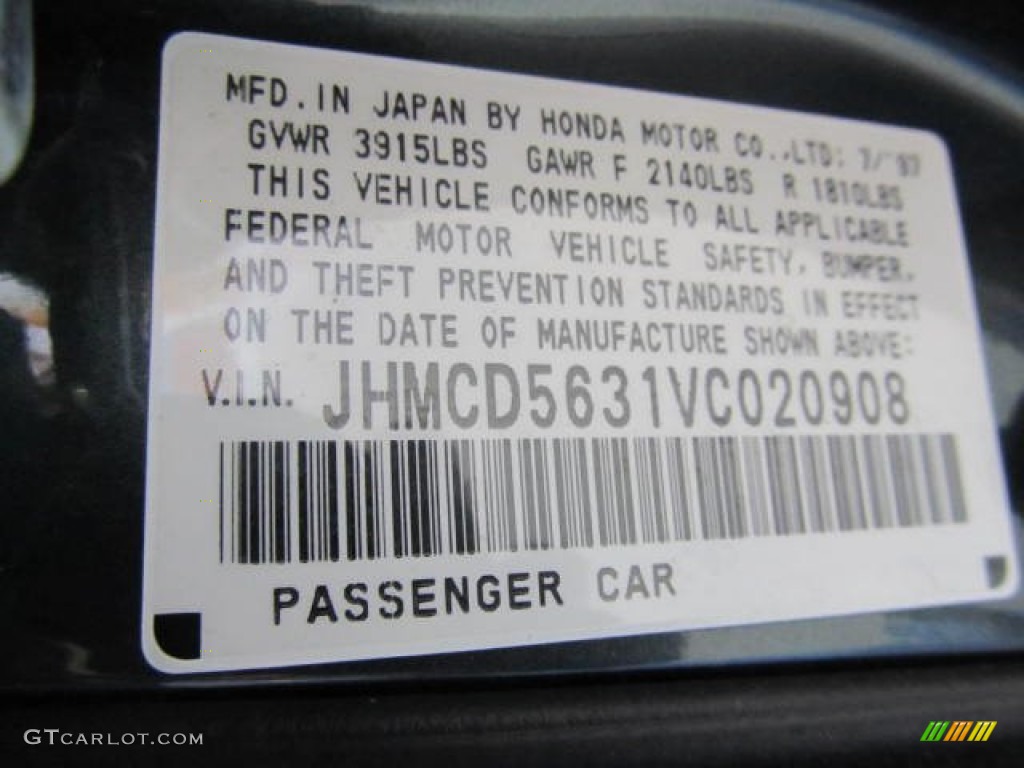 MFD. IN JAPAN BY HONDA MOTOR CO.,LTD: 7/'97
GVWR 3915LBS GAWR F 2140LBS R 1810LBS
THIS VEHICLE CONFORMS TO ALL APPLICABLE
FEDERAL MOTOR VEHICLE SAFETY, BUMPER,
AND THEFT PREVENTION STANDARDS IN EFFECT
ON THE DATE OF MANUFACTURE SHOWN ABOVE:
V.I.N. JHMCD5631VC020908
PASSENGER CAR
GTCARLOT.COM